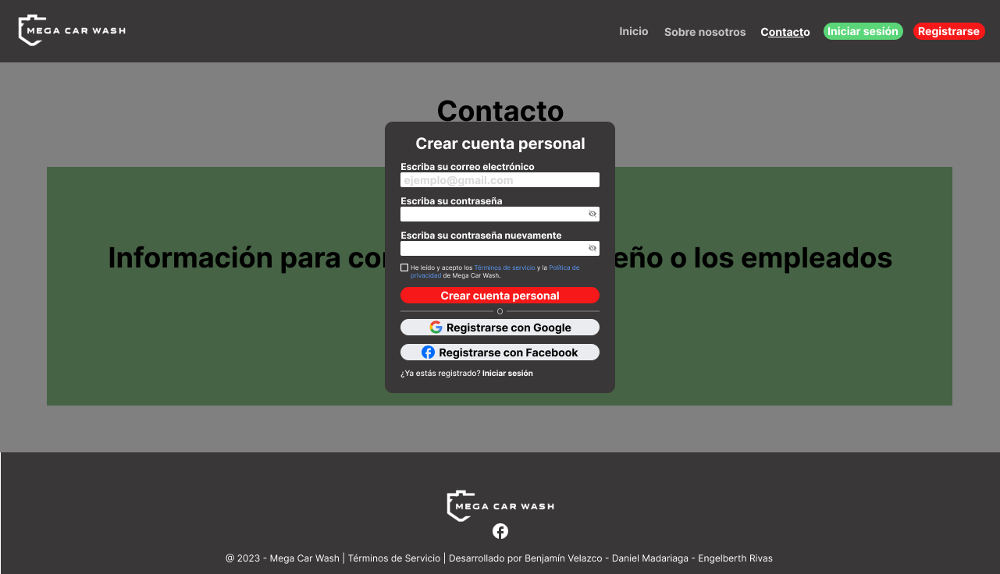 MEGA CAR WASH
Inicio
Sobre nosotros
Contacto
Iniciar sesión
Registrarse
Contacto
Crear cuenta personal
Escriba su correo electrónico
ejemplo@gmail.com
Escriba su contraseña
Escriba su contraseña nuevamente
Información para con
eño o los empleados
He leído y acepto los Términos de servicio y la Política de
privacidad de Mega Car Wash.
Crear cuenta personal
O
Registrarse con Google
Registrarse con Facebook
¿Ya estás registrado? Iniciar sesión
MEGA CAR WASH
@ 2023 - Mega Car Wash | Términos de Servicio | Desarrollado por Benjamín Velazco - Daniel Madariaga - Engelberth Rivas